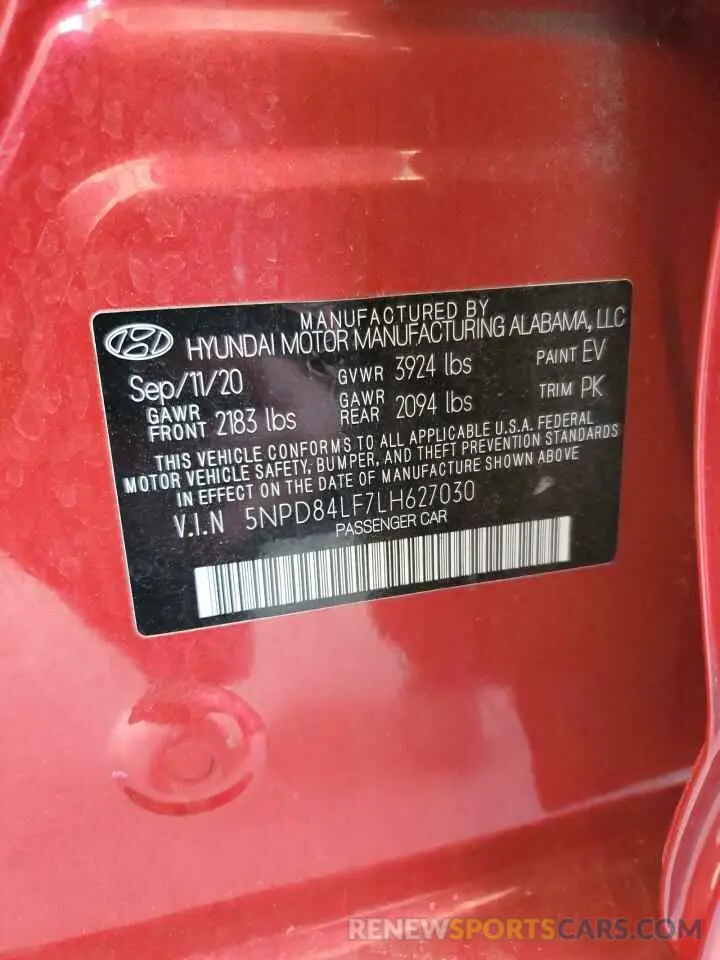 MANUFACTURED BY
HYUNDAI MOTOR MANUFACTURING ALABAMA, LLC
Sep/11/20 GVWR 3924 lbs PAINT EV
GAWR FRONT 2183 lbs GAWR REAR 2094 lbs TRIM PK
THIS VEHICLE CONFORMS TO ALL APPLICABLE U.S.A. FEDERAL
MOTOR VEHICLE SAFETY, BUMPER, AND THEFT PREVENTION STANDARDS
IN EFFECT ON THE DATE OF MANUFACTURE SHOWN ABOVE
V.I.N 5NPD84LF7LH627030
PASSENGER CAR
RENEWSPORTSCARS.COM